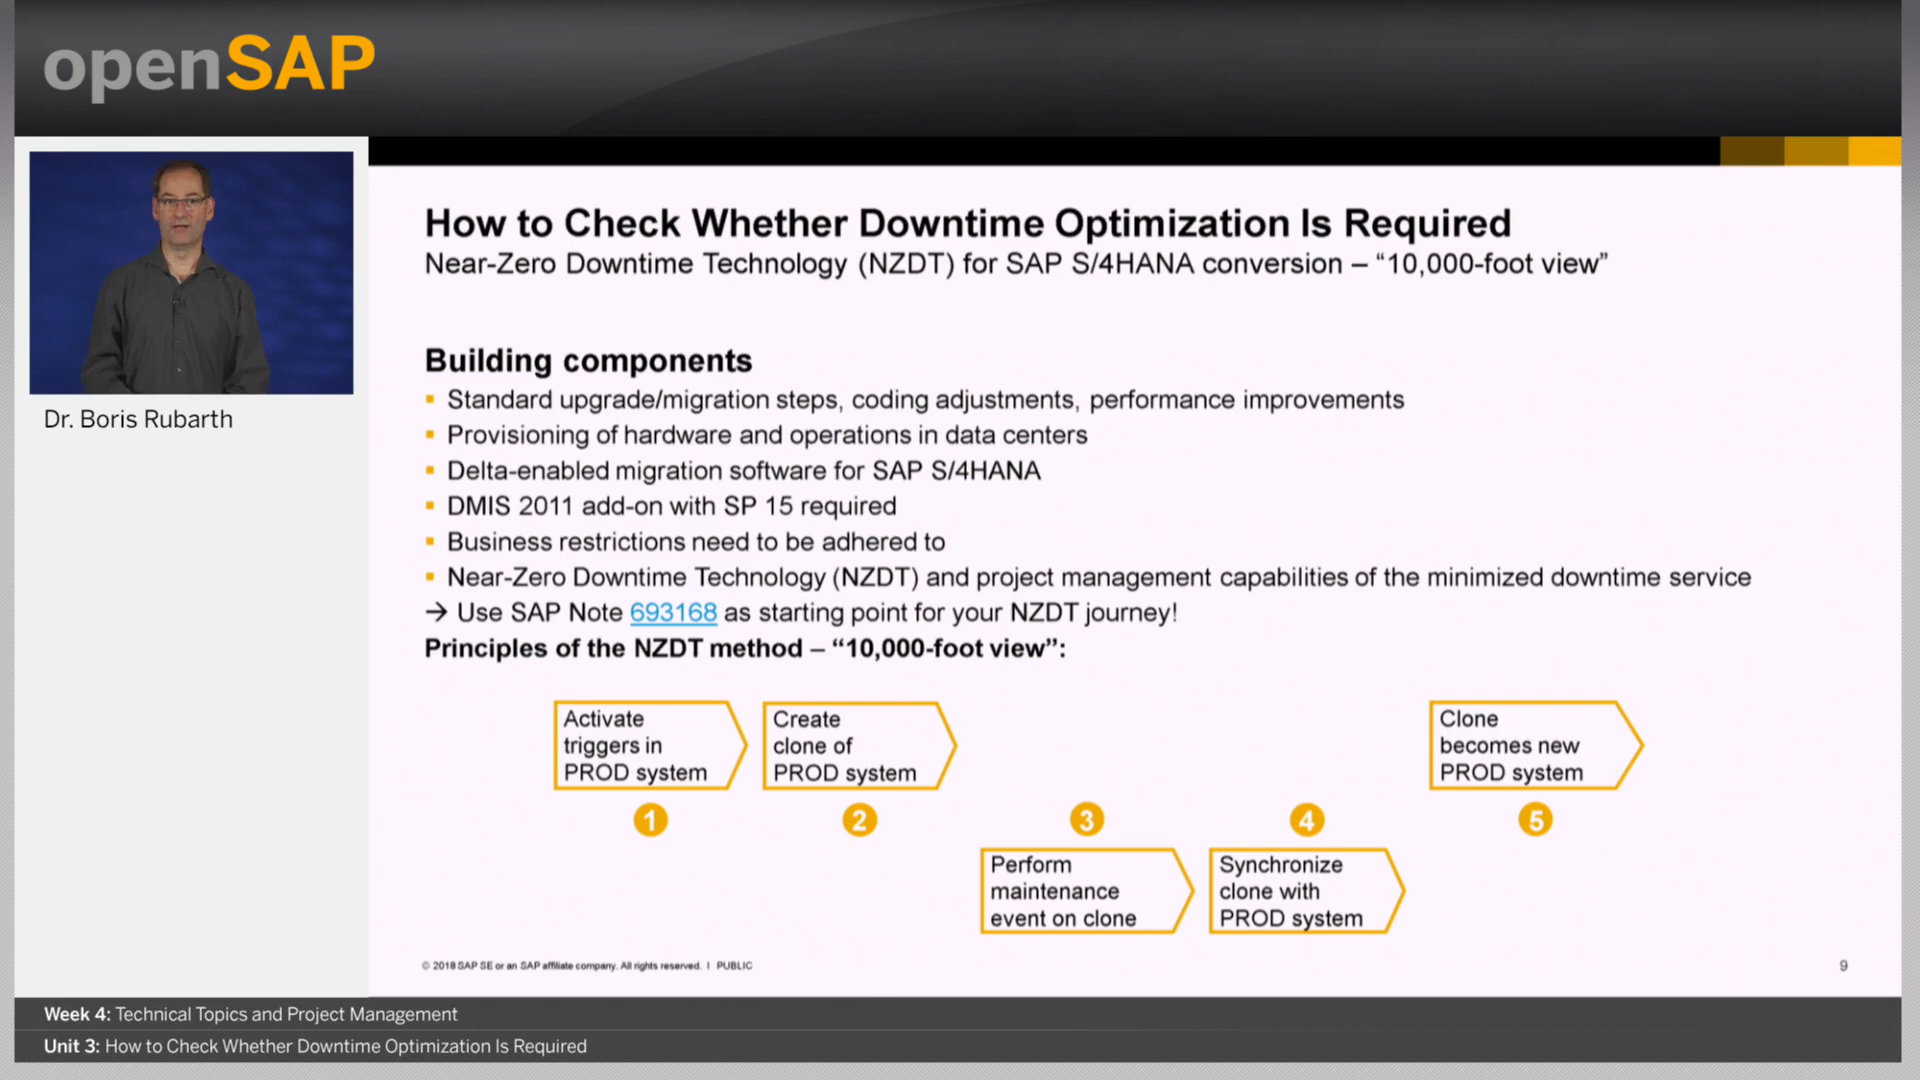 openSAP
Dr. Boris Rubarth
How to Check Whether Downtime Optimization Is Required
Near-Zero Downtime Technology (NZDT) for SAP S/4HANA conversion – “10,000-foot view”
Building components
▪ Standard upgrade/migration steps, coding adjustments, performance improvements
▪ Provisioning of hardware and operations in data centers
▪ Delta-enabled migration software for SAP S/4HANA
▪ DMIS 2011 add-on with SP 15 required
▪ Business restrictions need to be adhered to
▪ Near-Zero Downtime Technology (NZDT) and project management capabilities of the minimized downtime service
→ Use SAP Note 693168 as starting point for your NZDT journey!
Principles of the NZDT method – “10,000-foot view”:
Activate
triggers in
PROD system
1
Create
clone of
PROD system
2
3
Perform
maintenance
event on clone
4
Synchronize
clone with
PROD system
Clone
becomes new
PROD system
5
© 2018 SAP SE or an SAP affiliate company. All rights reserved. | PUBLIC
9
Week 4: Technical Topics and Project Management
Unit 3: How to Check Whether Downtime Optimization Is Required